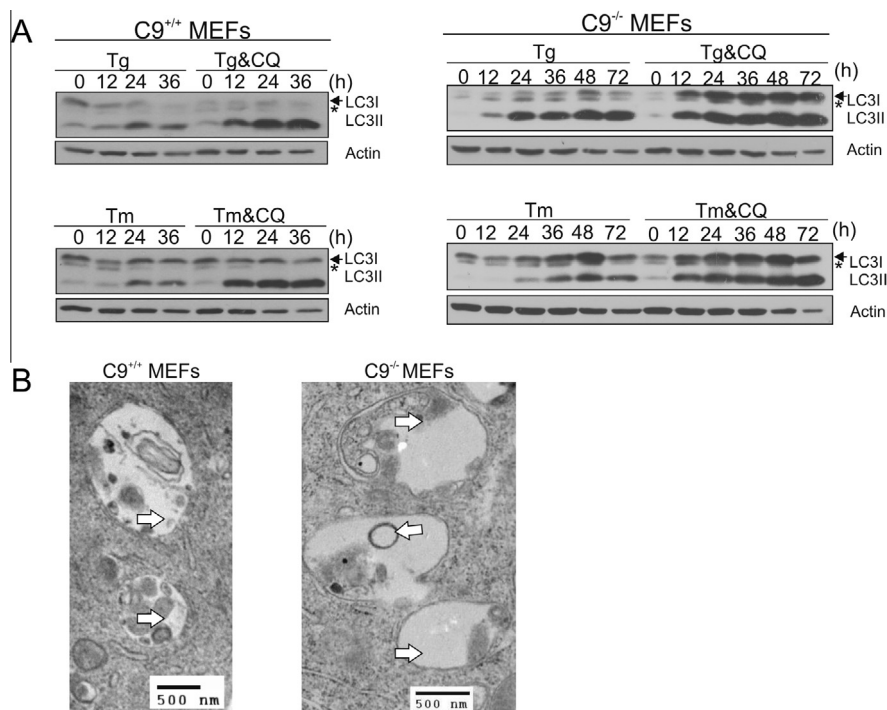 A
C9+/+ MEFs
Tg Tg&CQ
0 12 24 36 0 12 24 36 (h)
LC3I
*
LC3II
Actin
Tm Tm&CQ
0 12 24 36 0 12 24 36 (h)
LC3I
*
LC3II
Actin
C9-/- MEFs
Tg Tg&CQ
0 12 24 36 48 72 0 12 24 36 48 72 (h)
LC3I
*
LC3II
Actin
Tm Tm&CQ
0 12 24 36 48 72 0 12 24 36 48 72 (h)
LC3I
*
LC3II
Actin
B
C9+/+ MEFs
500 nm
C9-/- MEFs
500 nm